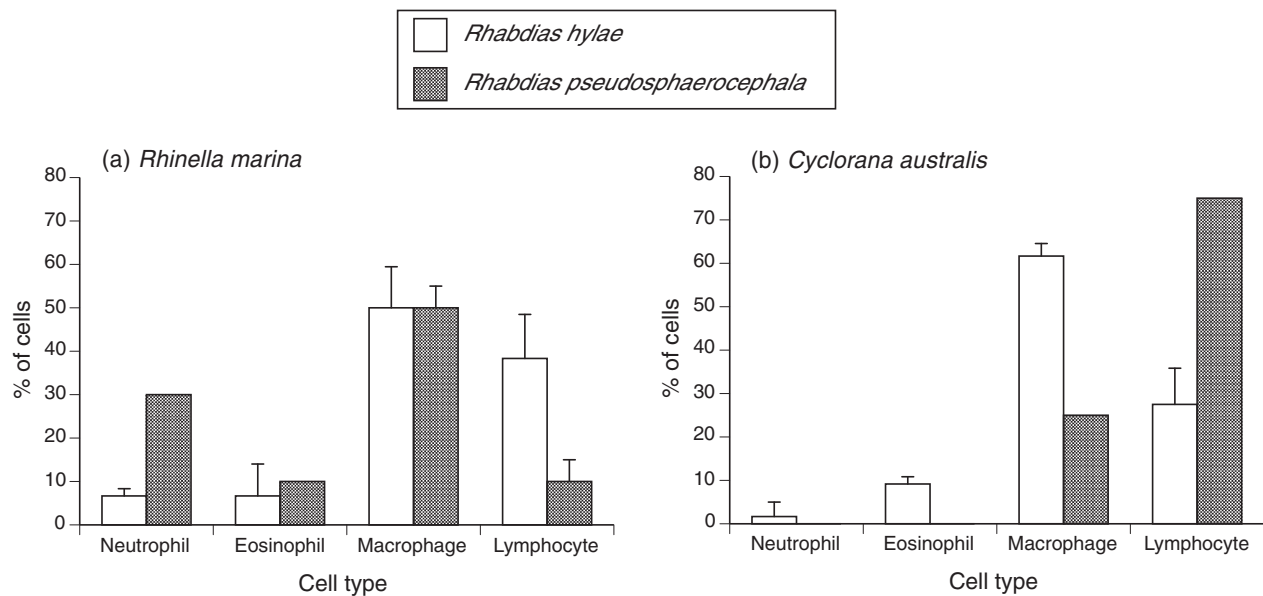 Rhabdias hylae
Rhabdias pseudosphaerocephala
(a) Rhinella marina
80
70
60
50
40
30
20
10
0
% of cells
Neutrophil Eosinophil Macrophage Lymphocyte
Cell type
(b) Cyclorana australis
80
70
60
50
40
30
20
10
0
% of cells
Neutrophil Eosinophil Macrophage Lymphocyte
Cell type